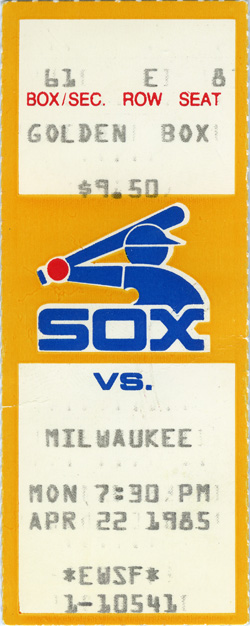 61 E 8
BOX/SEC. ROW SEAT
GOLDEN BOX
$9.50
SOX
VS.
MILWAUKEE
MON 7:30 PM
APR 22 1985
*EWSF*
1-10541